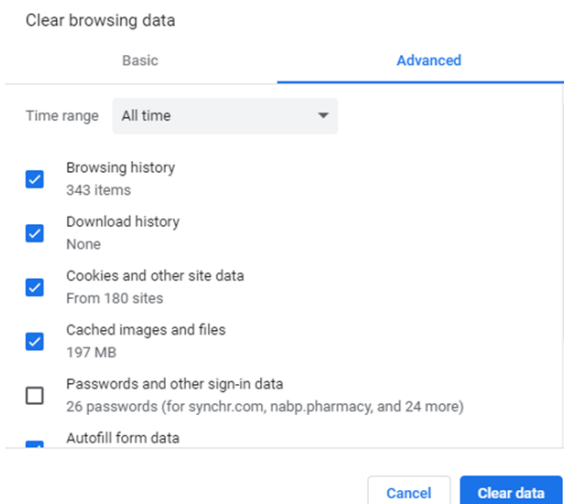 Clear browsing data
Basic Advanced
Time range All time
Browsing history
343 items
Download history
None
Cookies and other site data
From 180 sites
Cached images and files
197 MB
Passwords and other sign-in data
26 passwords (for synchr.com, nabp.pharmacy, and 24 more)
Autofill form data
Cancel Clear data